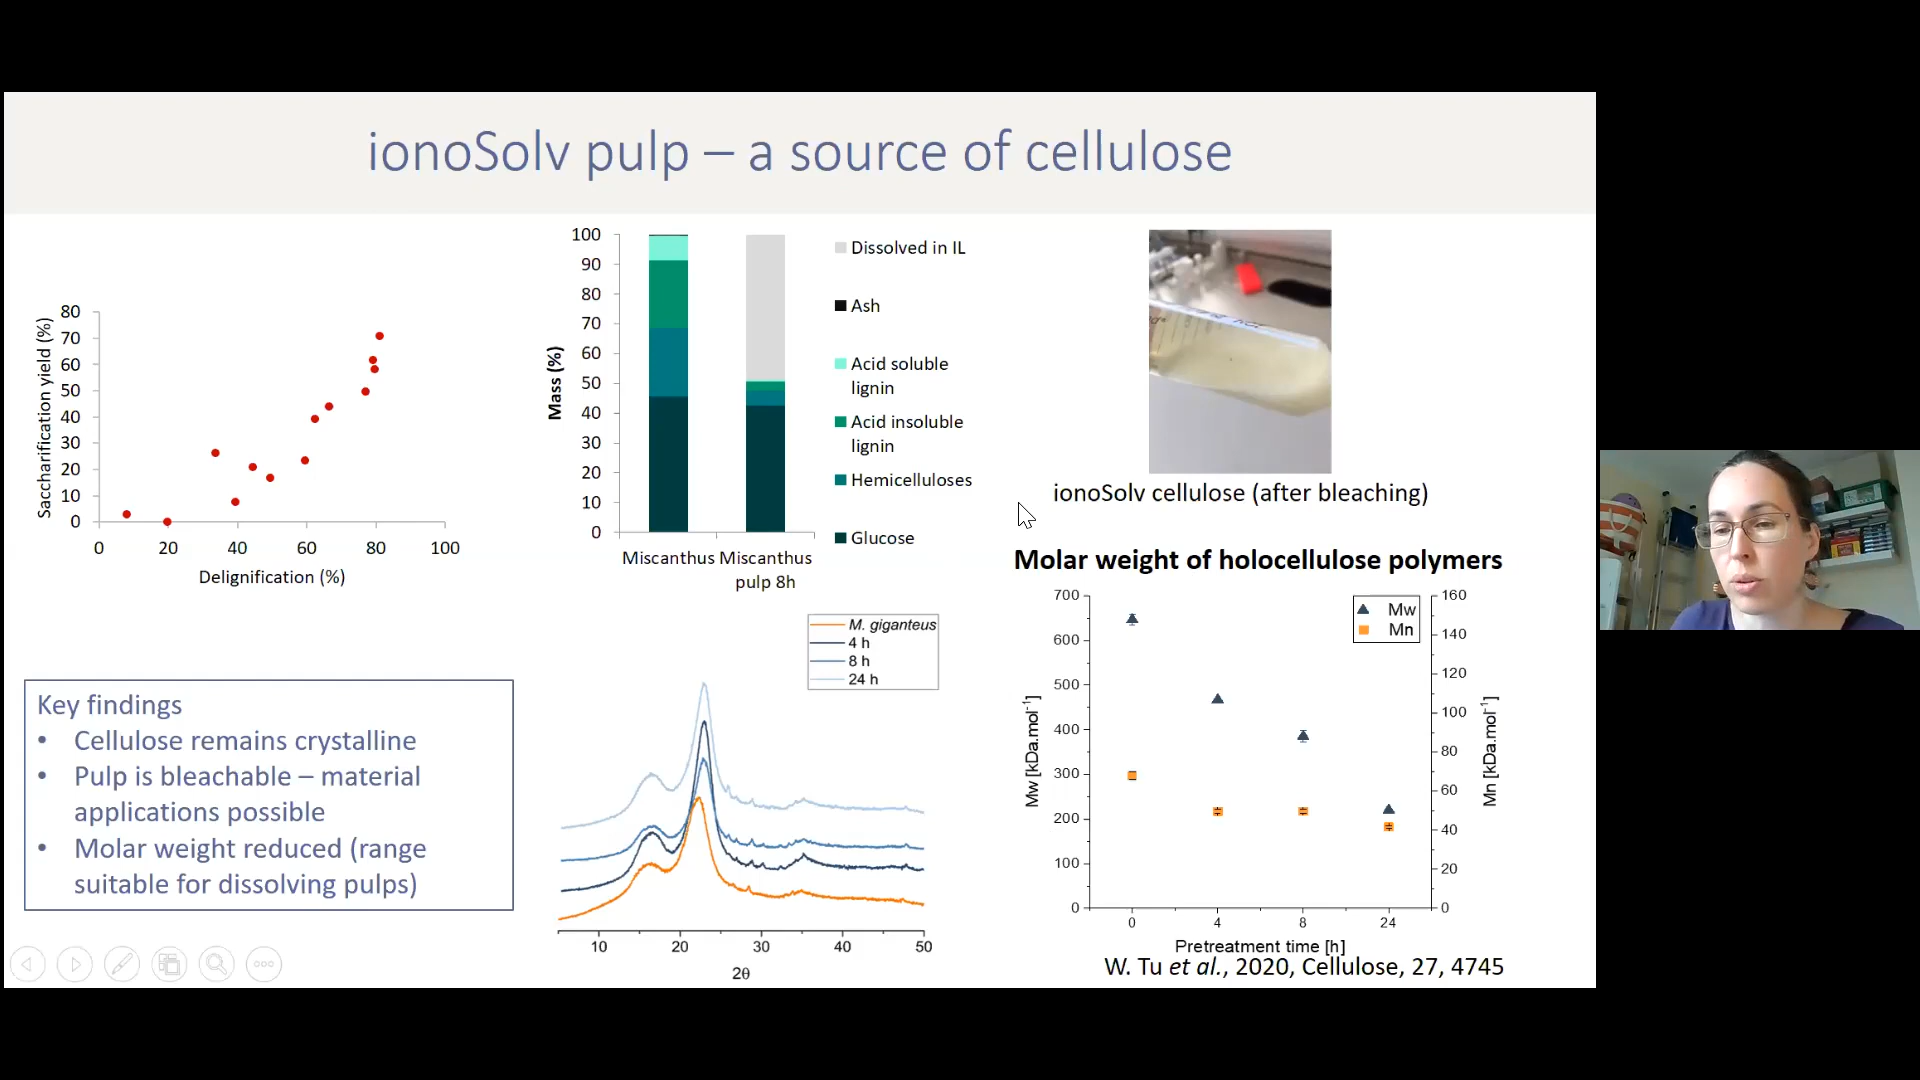 ionoSolv pulp – a source of cellulose
80
70
60
50
40
30
20
10
0
Saccharification yield (%)
0 20 40 60 80 100
Delignification (%)
100
90
80
70
60
50
40
30
20
10
0
Mass (%)
Miscanthus Miscanthus
pulp 8h
Dissolved in IL
Ash
Acid soluble
lignin
Acid insoluble
lignin
Hemicelluloses
Glucose
ionoSolv cellulose (after bleaching)
Key findings
• Cellulose remains crystalline
• Pulp is bleachable – material
applications possible
• Molar weight reduced (range
suitable for dissolving pulps)
M. giganteus
4 h
8 h
24 h
10 20 30 40 50
2θ
Molar weight of holocellulose polymers
700
600
500
400
300
200
100
0
Mw [kDa.mol⁻¹]
Mw
Mn
160
140
120
100
80
60
40
20
0
Mn [kDa.mol⁻¹]
0 4 8 24
Pretreatment time [h]
W. Tu et al., 2020, Cellulose, 27, 4745